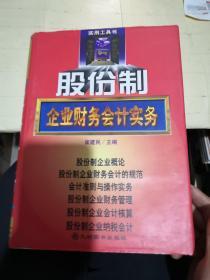 实用工具书
股份制
企业财务会计实务
崔建民／主编
股份制企业概论
股份制企业财务会计的规范
会计准则与操作实务
股份制企业财务管理
股份制企业会计核算
股份制企业纳税会计